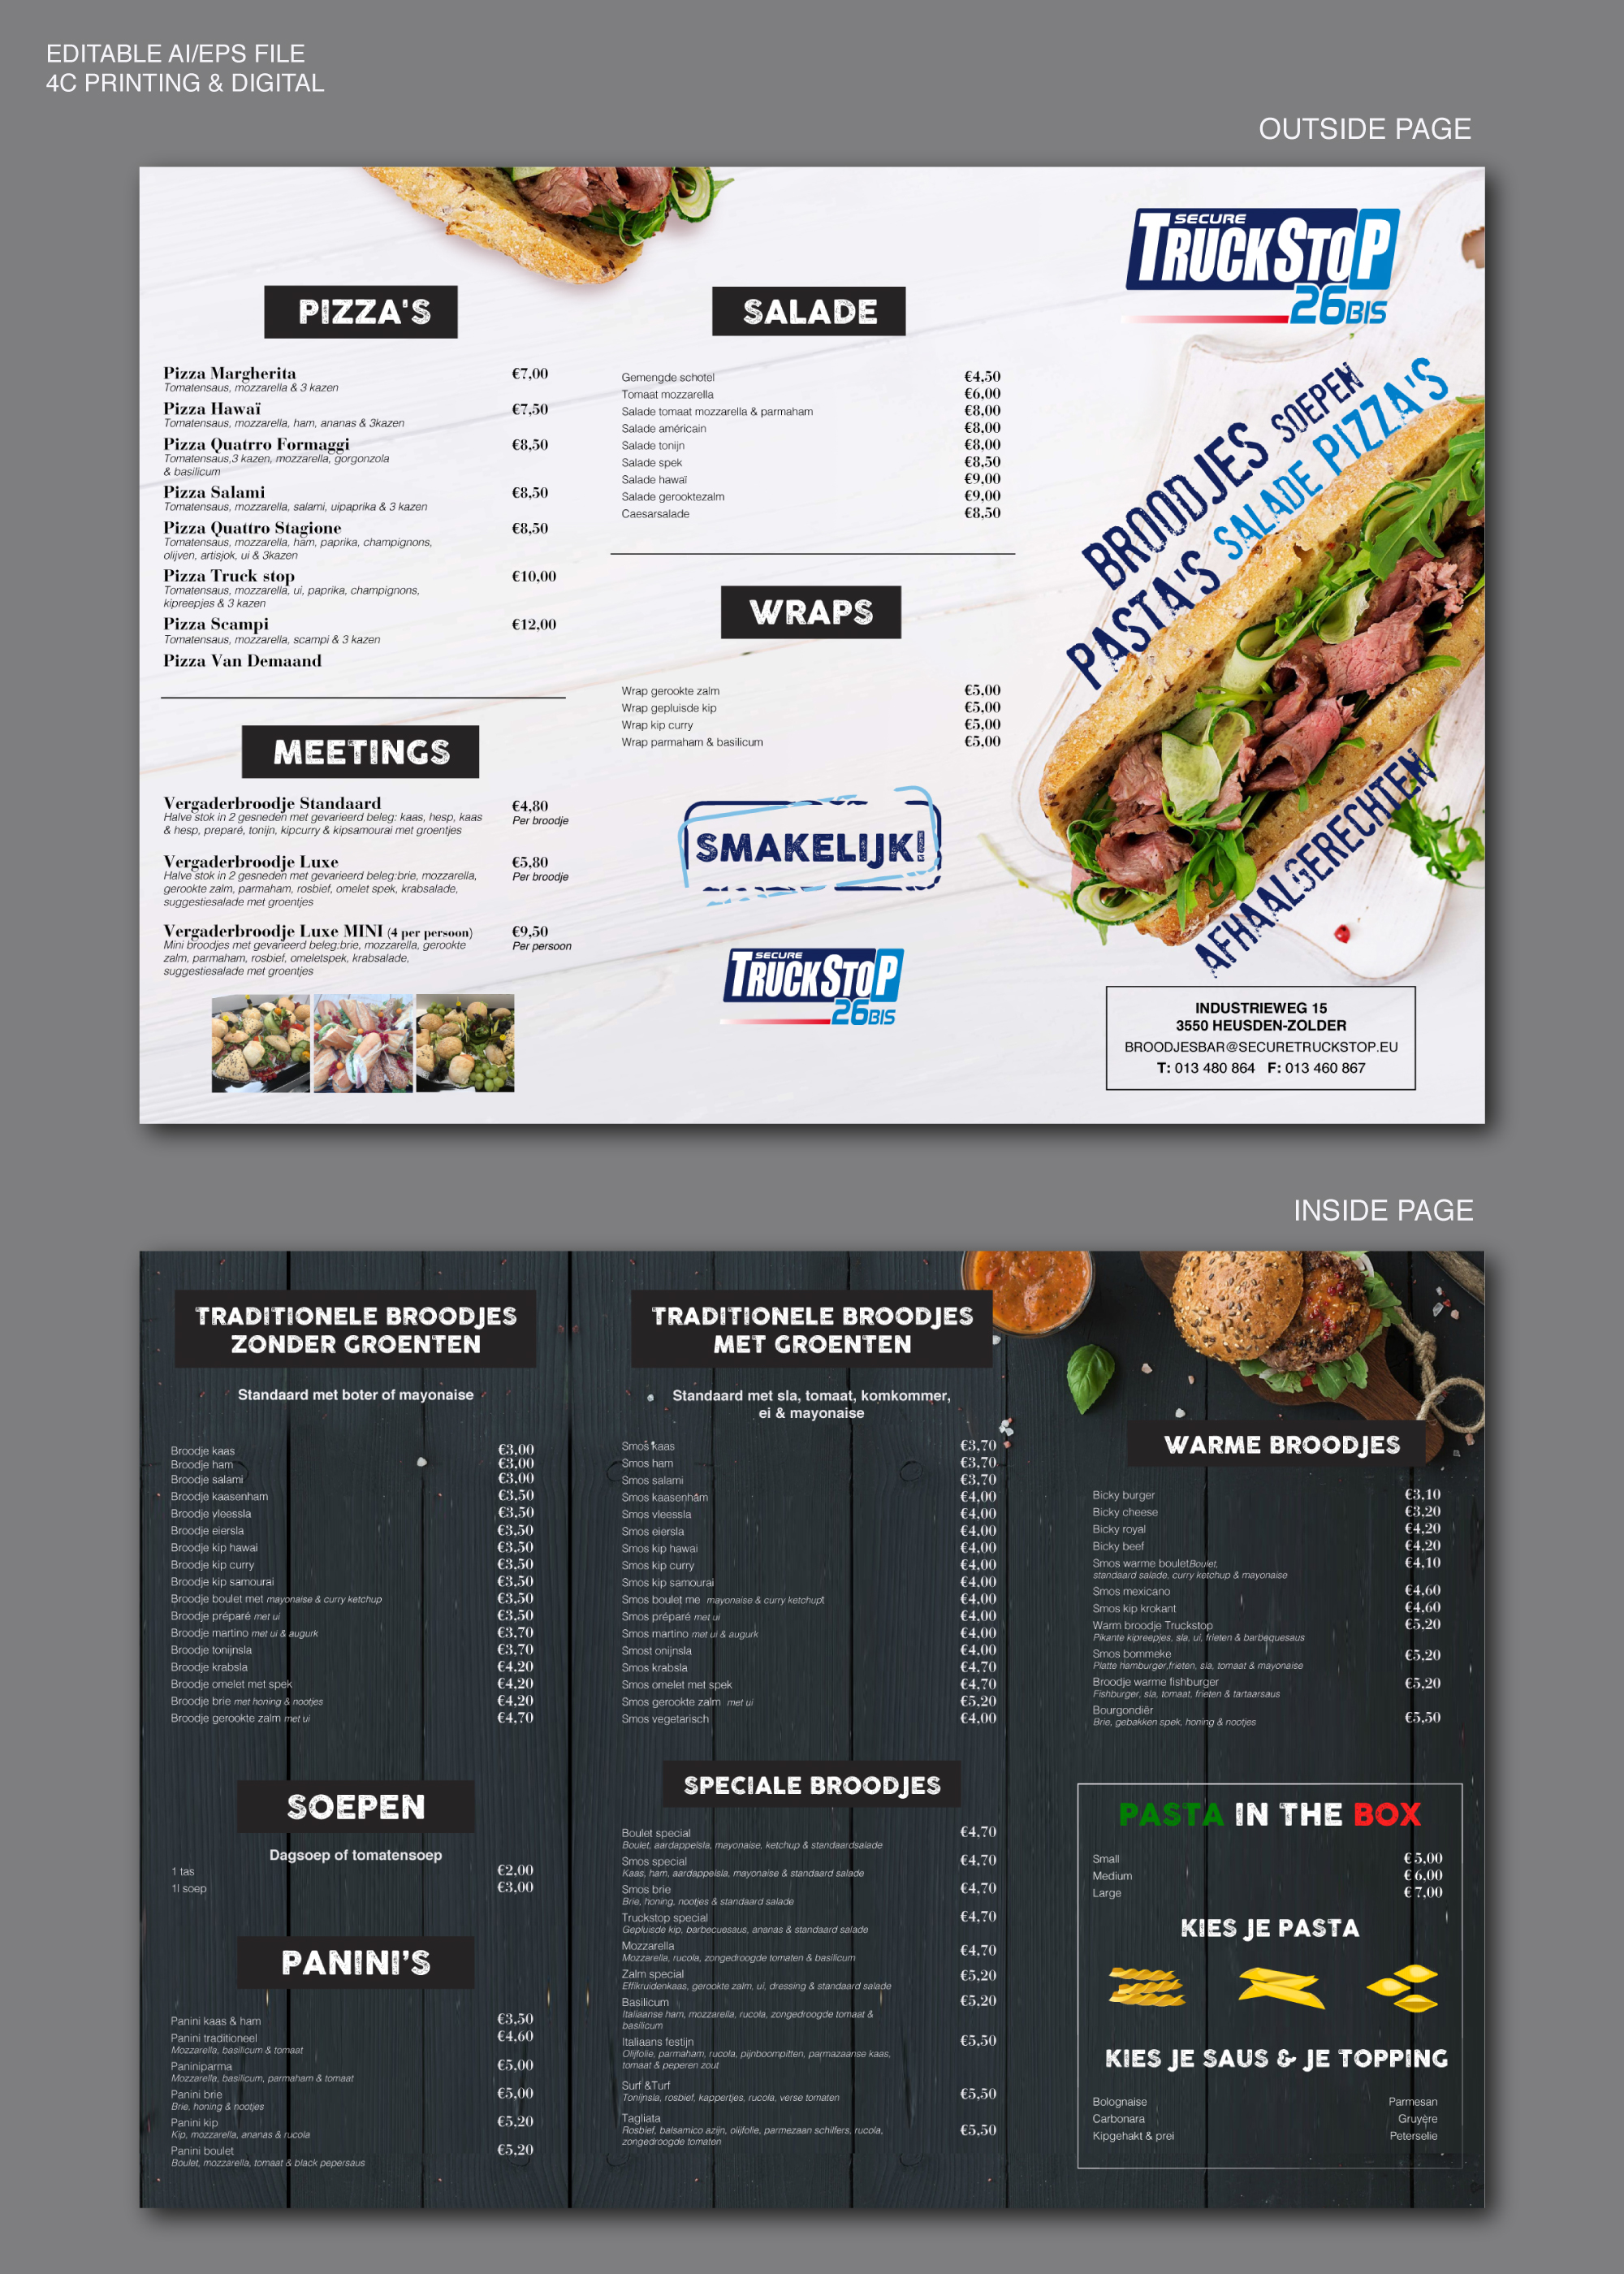 EDITABLE AI/EPS FILE
4C PRINTING & DIGITAL
OUTSIDE PAGE
PIZZA'S
Pizza Margherita €7,00
Tomatensaus, mozzarella & 3 kazen
Pizza Hawaï €7,50
Tomatensaus, mozzarella, ham, ananas & 3kazen
Pizza Quatrro Formaggi €8,50
Tomatensaus,3 kazen, mozzarella, gorgonzola
& basilicum
Pizza Salami €8,50
Tomatensaus, mozzarella, salami, uipaprika & 3 kazen
Pizza Quattro Stagione €8,50
Tomatensaus, mozzarella, ham, paprika, champignons,
olijven, artisjok, ui & 3kazen
Pizza Truck stop €10,00
Tomatensaus, mozzarella, ui, paprika, champignons,
kipreepjes & 3 kazen
Pizza Scampi €12,00
Tomatensaus, mozzarella, scampi & 3 kazen
Pizza Van Demaand
MEETINGS
Vergaderbroodje Standaard €4,80
Halve stok in 2 gesneden met gevarieerd beleg: kaas, hesp, kaas Per broodje
& hesp, preparé, tonijn, kipcurry & kipsamourai met groentjes
Vergaderbroodje Luxe €5,80
Halve stok in 2 gesneden met gevarieerd beleg:brie, mozzarella, Per broodje
gerookte zalm, parmaham, rosbief, omelet spek, krabsalade,
suggestiesalade met groentjes
Vergaderbroodje Luxe MINI (4 per persoon) €9,50
Mini broodjes met gevarieerd beleg:brie, mozzarella, gerookte Per persoon
zalm, parmaham, rosbief, omeletspek, krabsalade,
suggestiesalade met groentjes
SALADE
Gemengde schotel €4,50
Tomaat mozzarella €6,00
Salade tomaat mozzarella & parmaham €8,00
Salade américain €8,00
Salade tonijn €8,00
Salade spek €8,50
Salade hawaï €9,00
Salade gerooktezalm €9,00
Caesarsalade €8,50
WRAPS
Wrap gerookte zalm €5,00
Wrap gepluisde kip €5,00
Wrap kip curry €5,00
Wrap parmaham & basilicum €5,00
SMAKELIJK!
SECURE
TRUCKSTOP
26BIS
SECURE
TRUCKSTOP
26BIS
BROODJES SOEPEN
PASTA'S SALADE PIZZA'S
AFHAALGERECHTEN
INDUSTRIEWEG 15
3550 HEUSDEN-ZOLDER
BROODJESBAR@SECURETRUCKSTOP.EU
T: 013 480 864 F: 013 460 867
INSIDE PAGE
TRADITIONELE BROODJES
ZONDER GROENTEN
Standaard met boter of mayonaise
Broodje kaas €3,00
Broodje ham €3,00
Broodje salami €3,00
Broodje kaasenham €3,50
Broodje vleessla €3,50
Broodje eiersla €3,50
Broodje kip hawai €3,50
Broodje kip curry €3,50
Broodje kip samourai €3,50
Broodje boulet met mayonaise & curry ketchup €3,50
Broodje préparé met ui €3,50
Broodje martino met ui & augurk €3,70
Broodje tonijnsla €3,70
Broodje krabsla €4,20
Broodje omelet met spek €4,20
Broodje brie met honing & nootjes €4,20
Broodje gerookte zalm met ui €4,70
SOEPEN
Dagsoep of tomatensoep
1 tas €2,00
1l soep €3,00
PANINI'S
Panini kaas & ham €3,50
Panini traditioneel €4,60
Mozzarella, basilicum & tomaat
Paniniparma €5,00
Mozzarella, basilicum, parmaham & tomaat
Panini brie €5,00
Brie, honing & nootjes
Panini kip €5,20
Kip, mozzarella, ananas & rucola
Panini boulet €5,20
Boulet, mozzarella, tomaat & black pepersaus
TRADITIONELE BROODJES
MET GROENTEN
Standaard met sla, tomaat, komkommer,
ei & mayonaise
Smos kaas €3,70
Smos ham €3,70
Smos salami €3,70
Smos kaasenham €4,00
Smos vleessla €4,00
Smos eiersla €4,00
Smos kip hawai €4,00
Smos kip curry €4,00
Smos kip samourai €4,00
Smos boulet me mayonaise & curry ketchupt €4,00
Smos préparé met ui €4,00
Smos martino met ui & augurk €4,00
Smost onijnsla €4,00
Smos krabsla €4,70
Smos omelet met spek €4,70
Smos gerookte zalm met ui €5,20
Smos vegetarisch €4,00
SPECIALE BROODJES
Boulet special €4,70
Boulet, aardappelsla, mayonaise, ketchup & standaardsalade
Smos special €4,70
Kaas, ham, aardappelsla, mayonaise & standaard salade
Smos brie €4,70
Brie, honing, nootjes & standaard salade
Truckstop special €4,70
Gepluisde kip, barbecuesaus, ananas & standaard salade
Mozzarella €4,70
Mozzarella, rucola, zongedroogde tomaten & basilicum
Zalm special €5,20
Effikruidenkaas, gerookte zalm, ui, dressing & standaard salade
Basilicum €5,20
Italiaanse ham, mozzarella, rucola, zongedroogde tomaat &
basilicum
Italiaans festijn €5,50
Olijfolie, parmaham, rucola, pijnboompitten, parmazaanse kaas,
tomaat & peperen zout
Surf &Turf €5,50
Tonijnsla, rosbief, kappertjes, rucola, verse tomaten
Tagliata €5,50
Rosbief, balsamico azijn, olijfolie, parmezaan schilfers, rucola,
zongedroogde tomaten
WARME BROODJES
Bicky burger €3,10
Bicky cheese €3,20
Bicky royal €4,20
Bicky beef €4,20
Smos warme bouletBoulet, €4,10
standaard salade, curry ketchup & mayonaise
Smos mexicano €4,60
Smos kip krokant €4,60
Warm broodje Truckstop €5,20
Pikante kipreepjes, sla, ui, frieten & barbequesaus
Smos bommeke €5,20
Platte hamburger,frieten, sla, tomaat & mayonaise
Broodje warme fishburger €5,20
Fishburger, sla, tomaat, frieten & tartaarsaus
Bourgondiër €5,50
Brie, gebakken spek, honing & nootjes
PASTA IN THE BOX
Small € 5,00
Medium € 6,00
Large € 7,00
KIES JE PASTA
KIES JE SAUS & JE TOPPING
Bolognaise Parmesan
Carbonara Gruyère
Kipgehakt & prei Peterselie